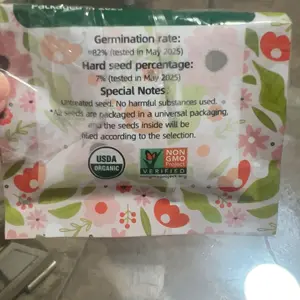 Germination rate:
≥82% (tested in May 2025)
Hard seed percentage:
7% (tested in May 2025)
Special Notes:
Untreated seed. No harmful substances used.
seeds are packaged in a universal packaging,
and the seeds inside will be
filled according to the selection.
USDA
ORGANIC
NON
GMO
Project
VERIFIED